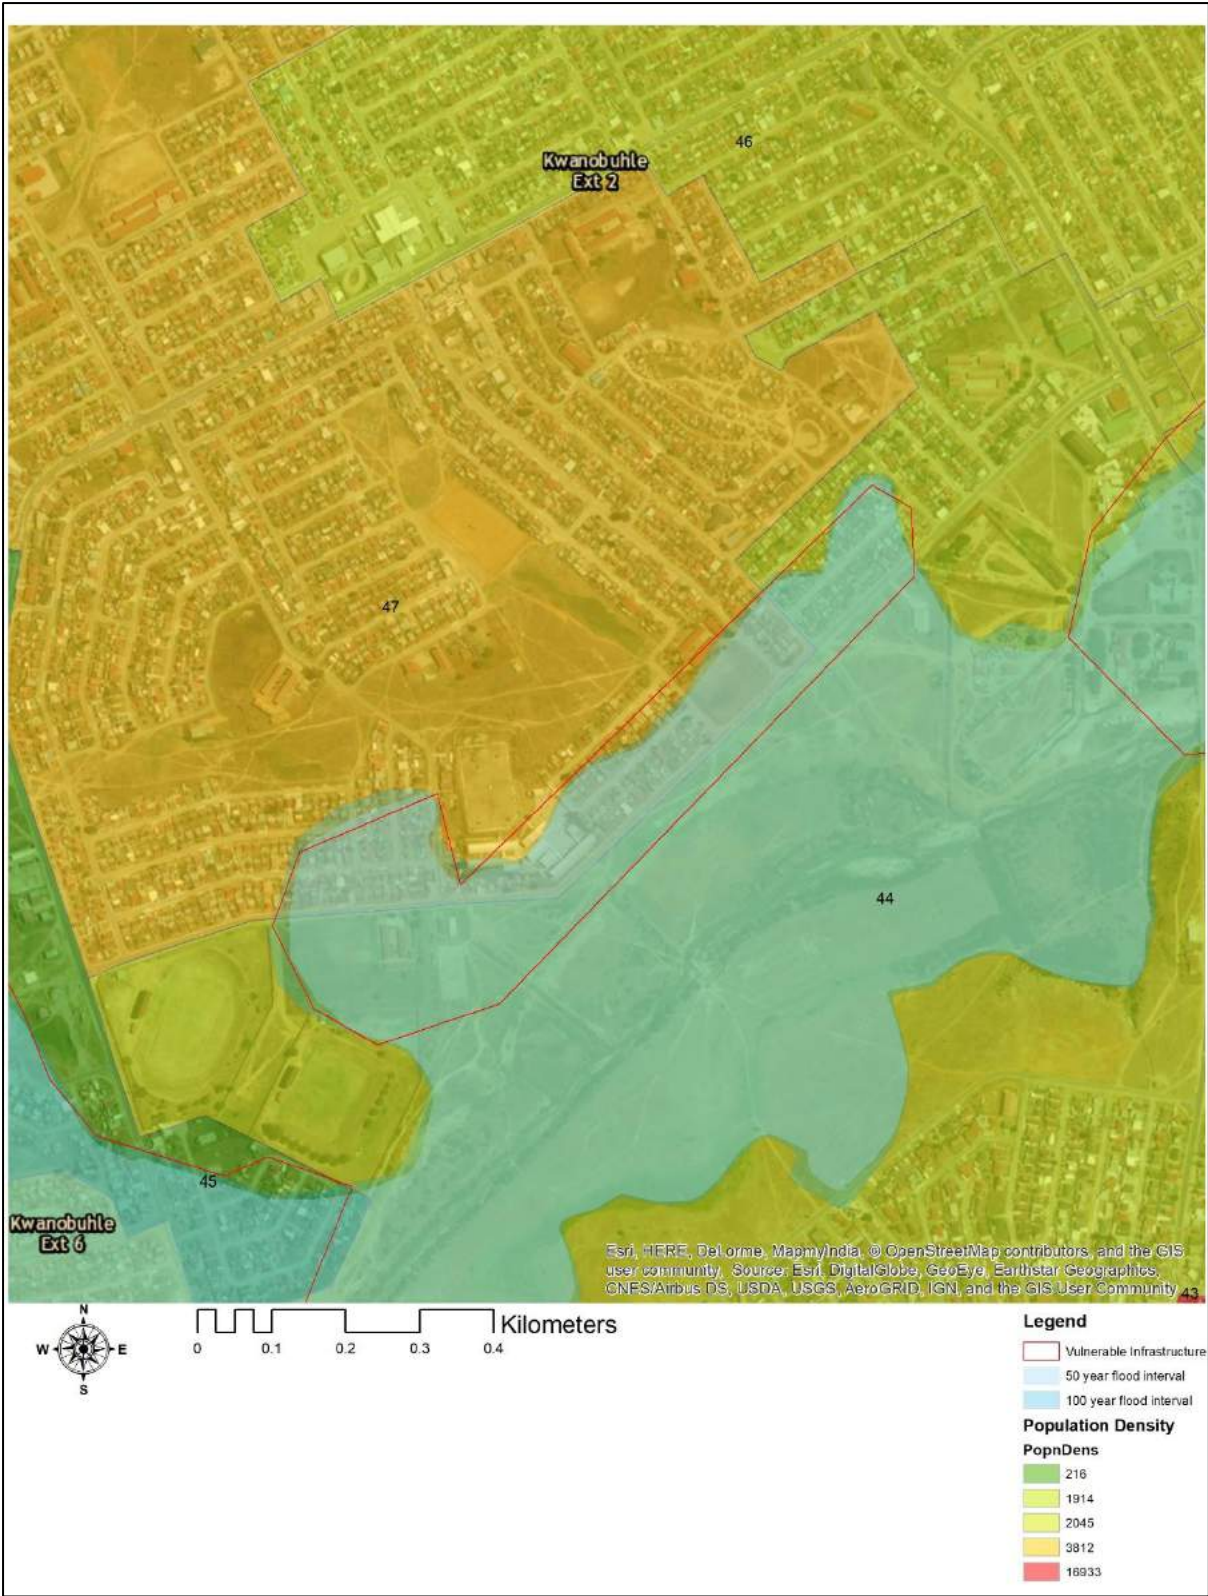 46
Kwanobuhle
Ext 2
47
44
45
Kwanobuhle
Ext 6
Esri, HERE, DeLorme, MapmyIndia, © OpenStreetMap contributors, and the GIS
user community, Source: Esri, DigitalGlobe, GeoEye, Earthstar Geographics,
CNES/Airbus DS, USDA, USGS, AeroGRID, IGN, and the GIS User Community
43
N
W E
S
Kilometers
0 0.1 0.2 0.3 0.4
Legend
Vulnerable Infrastructure
50 year flood interval
100 year flood interval
Population Density
PopnDens
216
1914
2045
3812
16933